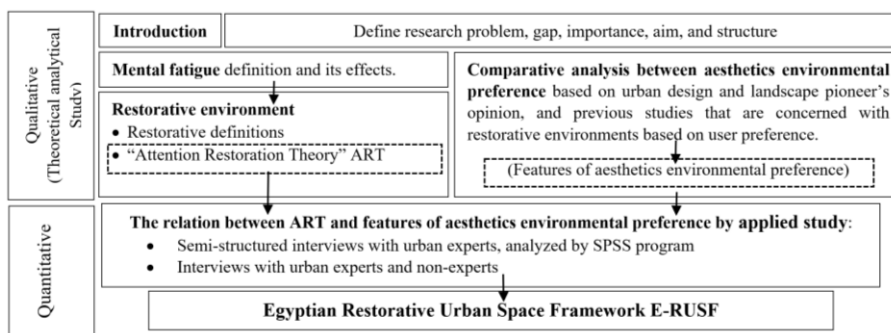 Qualitative
(Theoretical analytical
Study)
Introduction
Define research problem, gap, importance, aim, and structure
Mental fatigue definition and its effects.
Restorative environment
• Restorative definitions
• “Attention Restoration Theory” ART
Comparative analysis between aesthetics environmental
preference based on urban design and landscape pioneer's
opinion, and previous studies that are concerned with
restorative environments based on user preference.
(Features of aesthetics environmental preference)
Quantitative
The relation between ART and features of aesthetics environmental preference by applied study:
• Semi-structured interviews with urban experts, analyzed by SPSS program
• Interviews with urban experts and non-experts
Egyptian Restorative Urban Space Framework E-RUSF